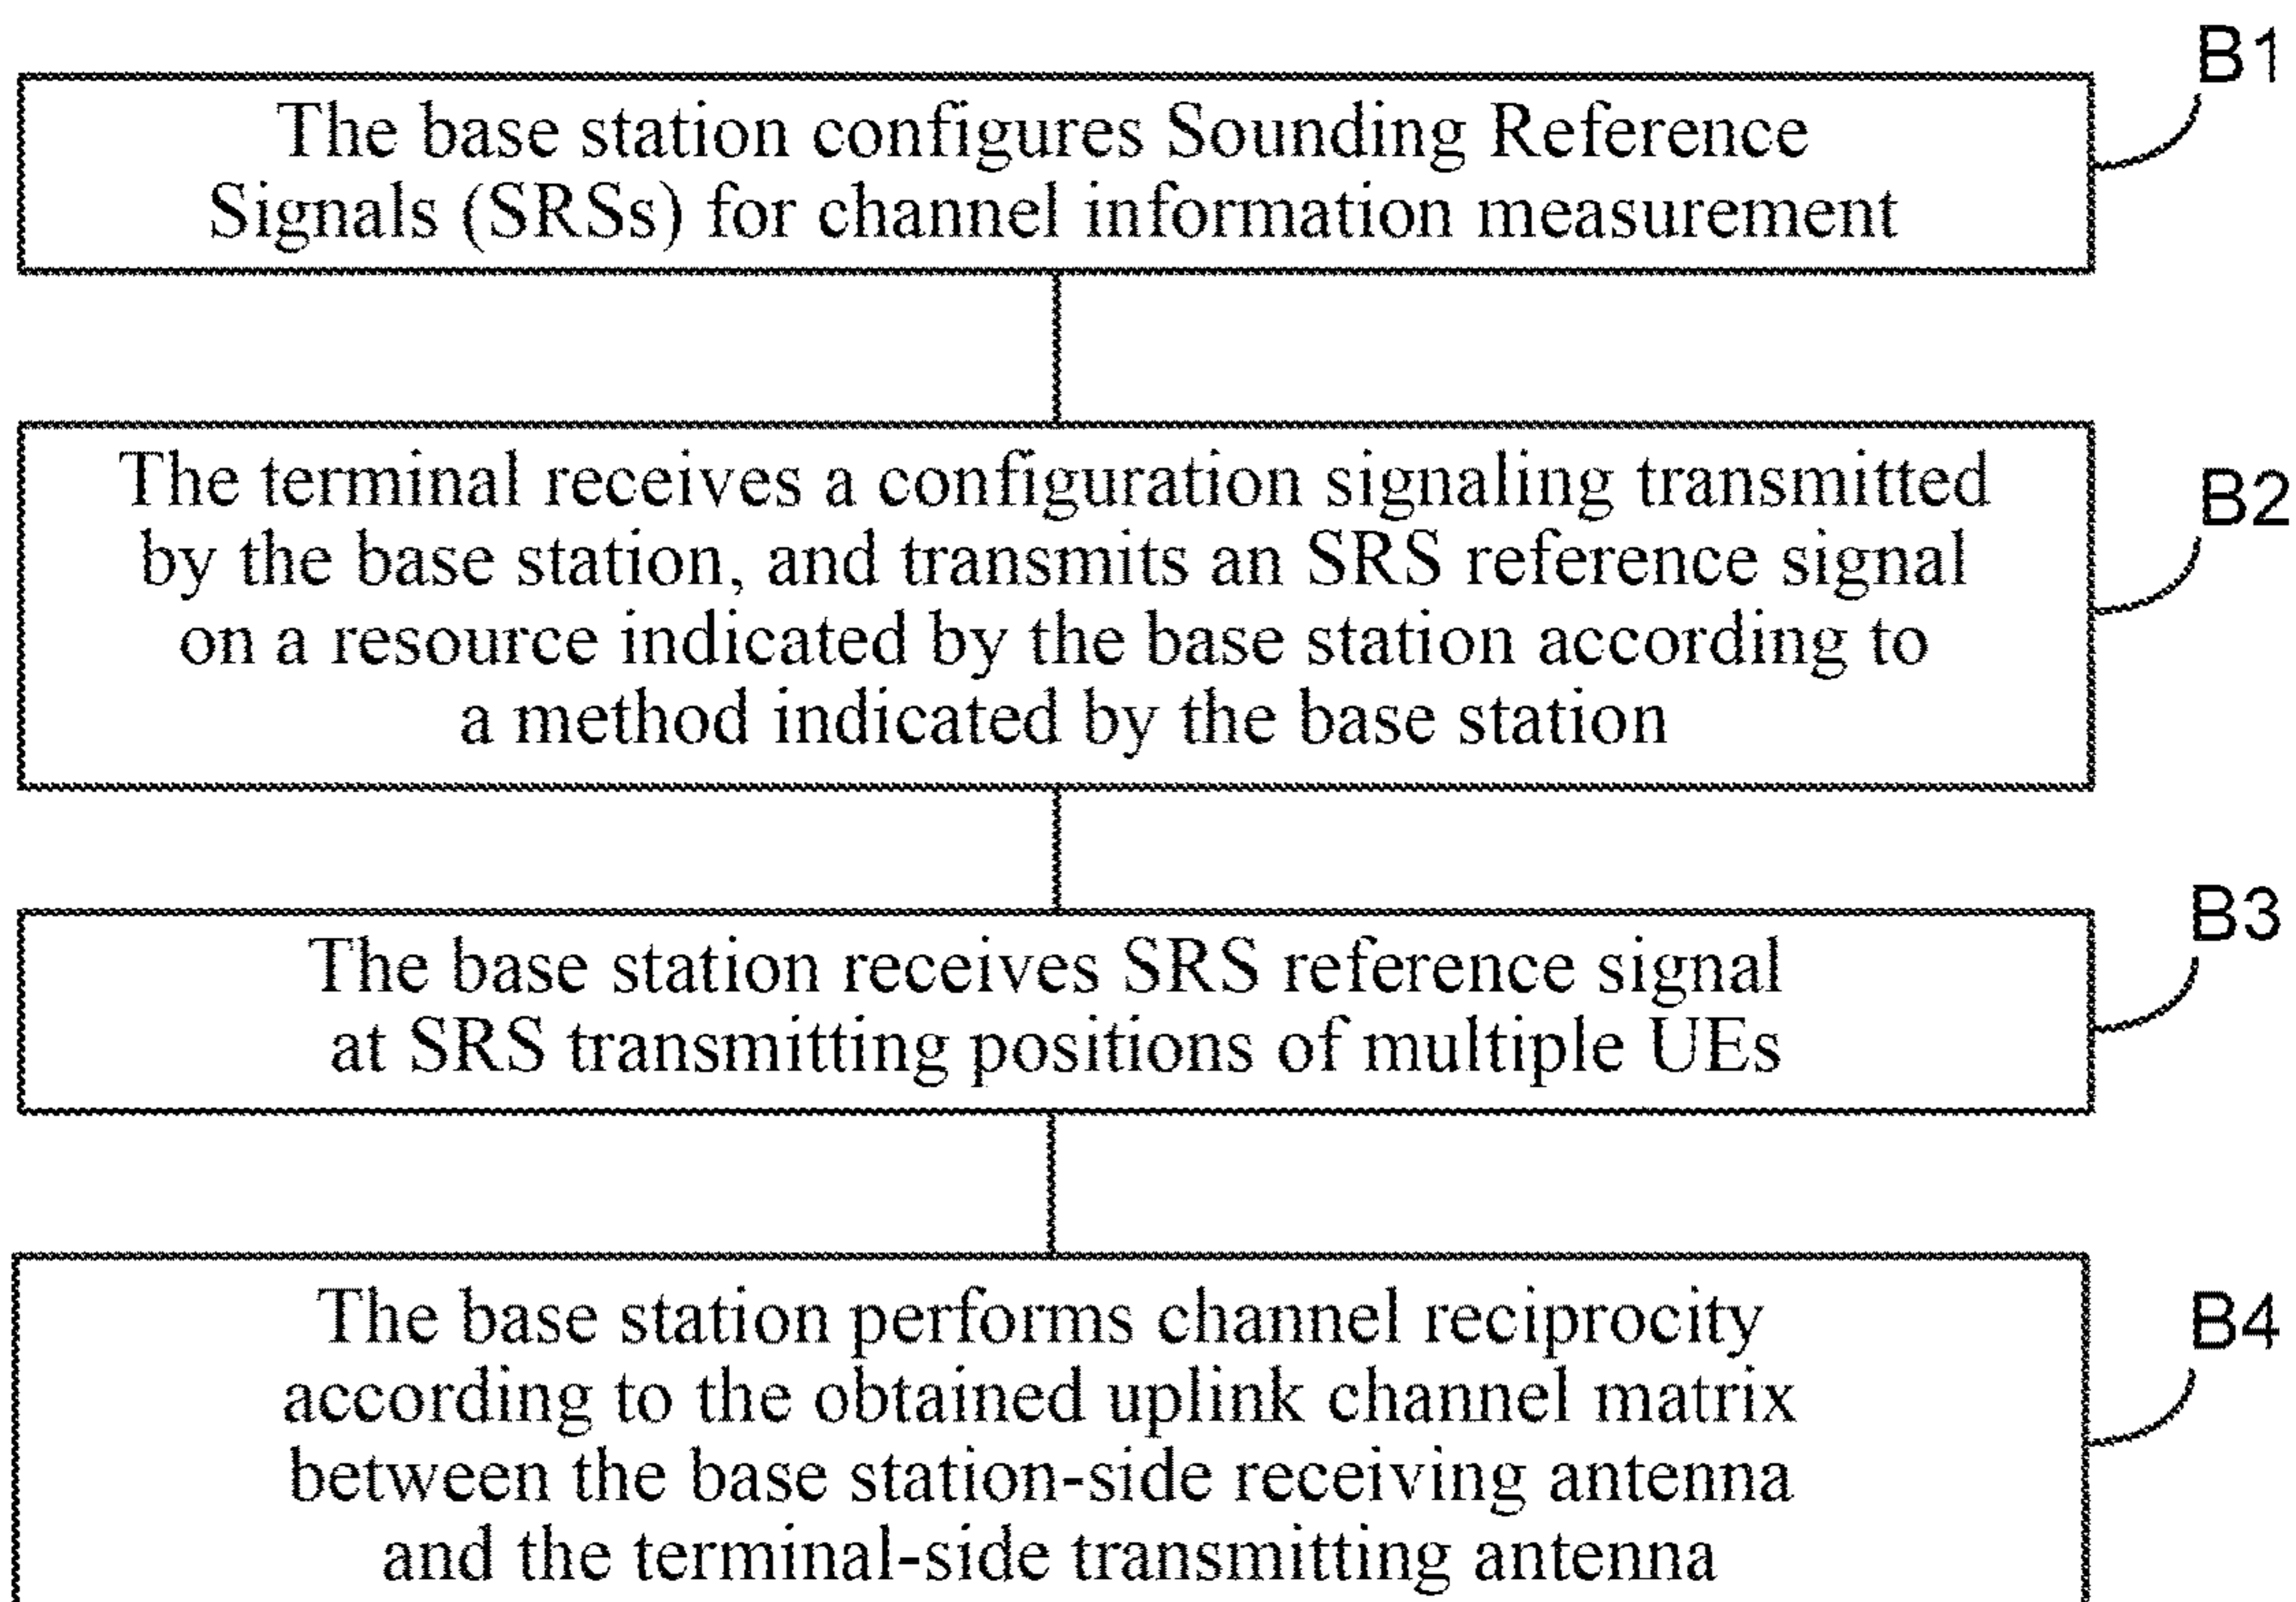 B1
The base station configures Sounding Reference
Signals (SRSs) for channel information measurement
The terminal receives a configuration signaling transmitted
B2
by the base station, and transmits an SRS reference signal
on a resource indicated by the base station according to
a method indicated by the base station
B3
The base station receives SRS reference signal
at SRS transmitting positions of multiple UEs
B4
The base station performs channel reciprocity
according to the obtained uplink channel matrix
between the base station-side receiving antenna
and the terminal-side transmitting antenna